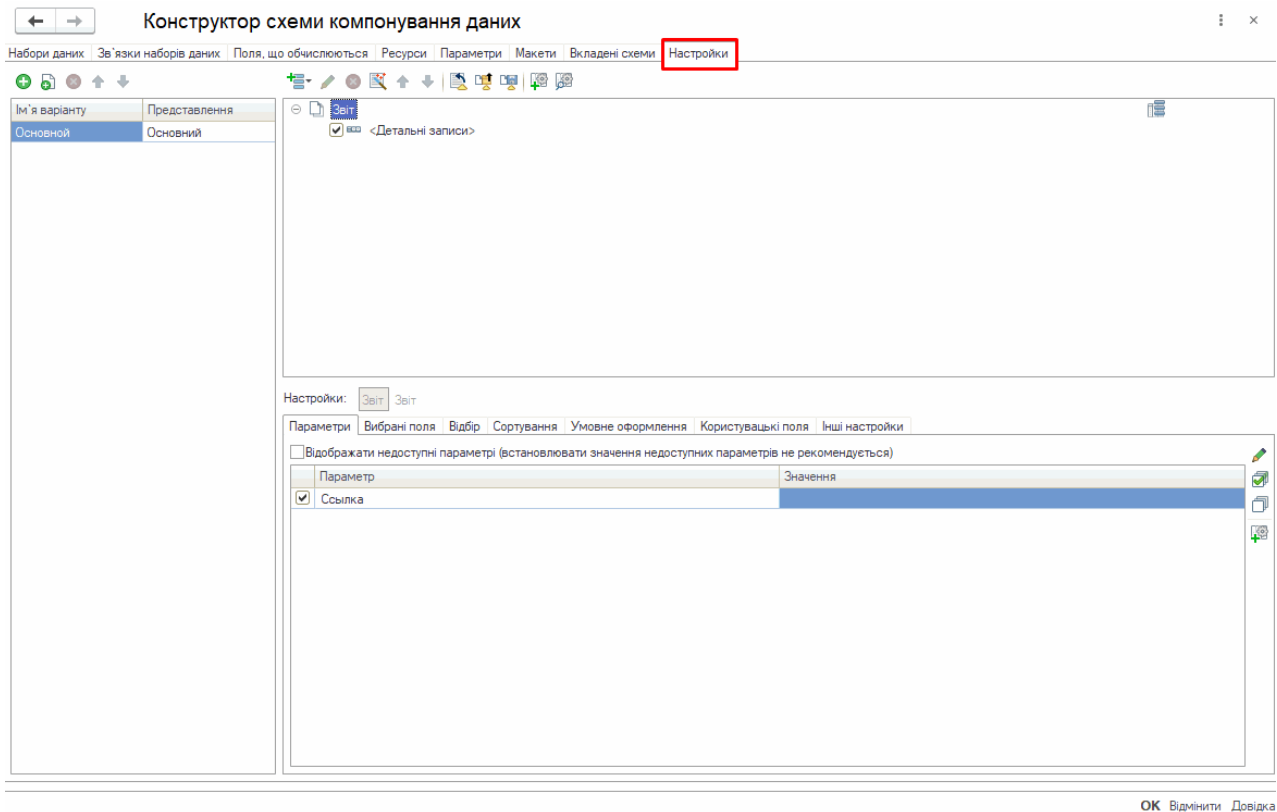 Конструктор схеми компонування даних
Набори даних Зв`язки наборів даних Поля, що обчислюються Ресурси Параметри Макети Вкладені схеми Настройки
Ім`я варіанту Представлення
Основной Основний
Звіт
<Детальні записи>
Настройки: Звіт Звіт
Параметри Вибрані поля Відбір Сортування Умовне оформлення Користувацькі поля Інші настройки
Відображати недоступні параметрі (встановлювати значення недоступних параметрів не рекомендується)
Параметр Значення
Ссылка
ОК Відмінити Довідка